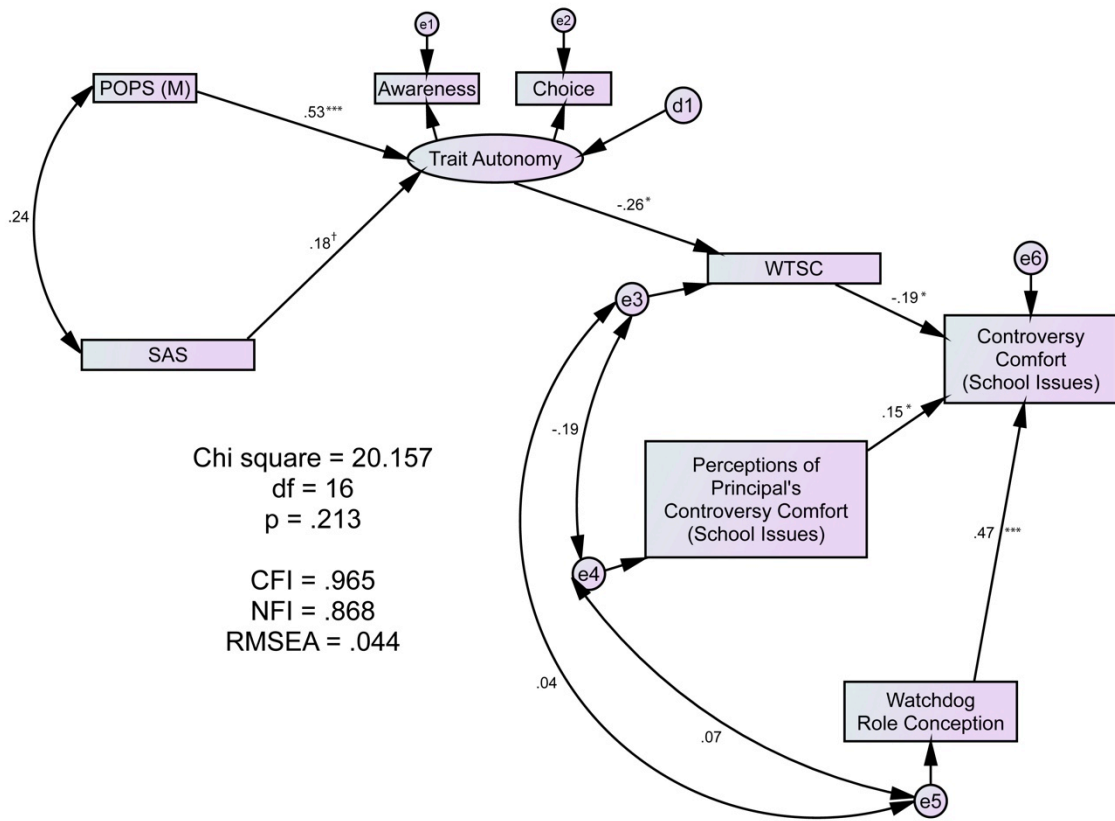 e1
e2
POPS (M)
Awareness
Choice
d1
.53***
Trait Autonomy
.24
-.26*
.18†
WTSC
e6
e3
-.19*
SAS
Controversy
Comfort
(School Issues)
.15*
-.19
Chi square = 20.157
df = 16
p = .213
CFI = .965
NFI = .868
RMSEA = .044
Perceptions of
Principal's
Controversy Comfort
(School Issues)
.47 ***
e4
.04
Watchdog
Role Conception
.07
e5